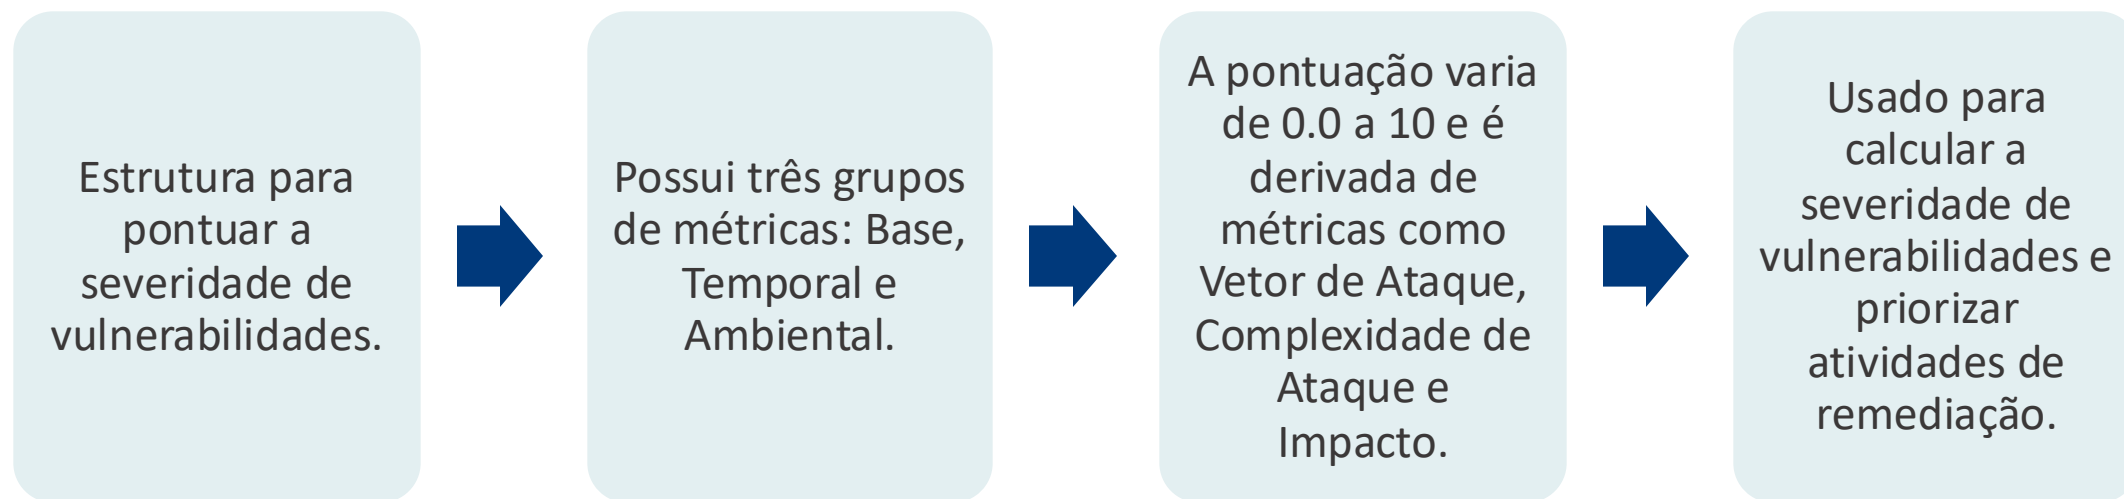 Estrutura para
pontuar a
severidade de
vulnerabilidades.
Possui três grupos
de métricas: Base,
Temporal e
Ambiental.
A pontuação varia
de 0.0 a 10 e é
derivada de
métricas como
Vetor de Ataque,
Complexidade de
Ataque e
Impacto.
Usado para
calcular a
severidade de
vulnerabilidades e
priorizar
atividades de
remediação.